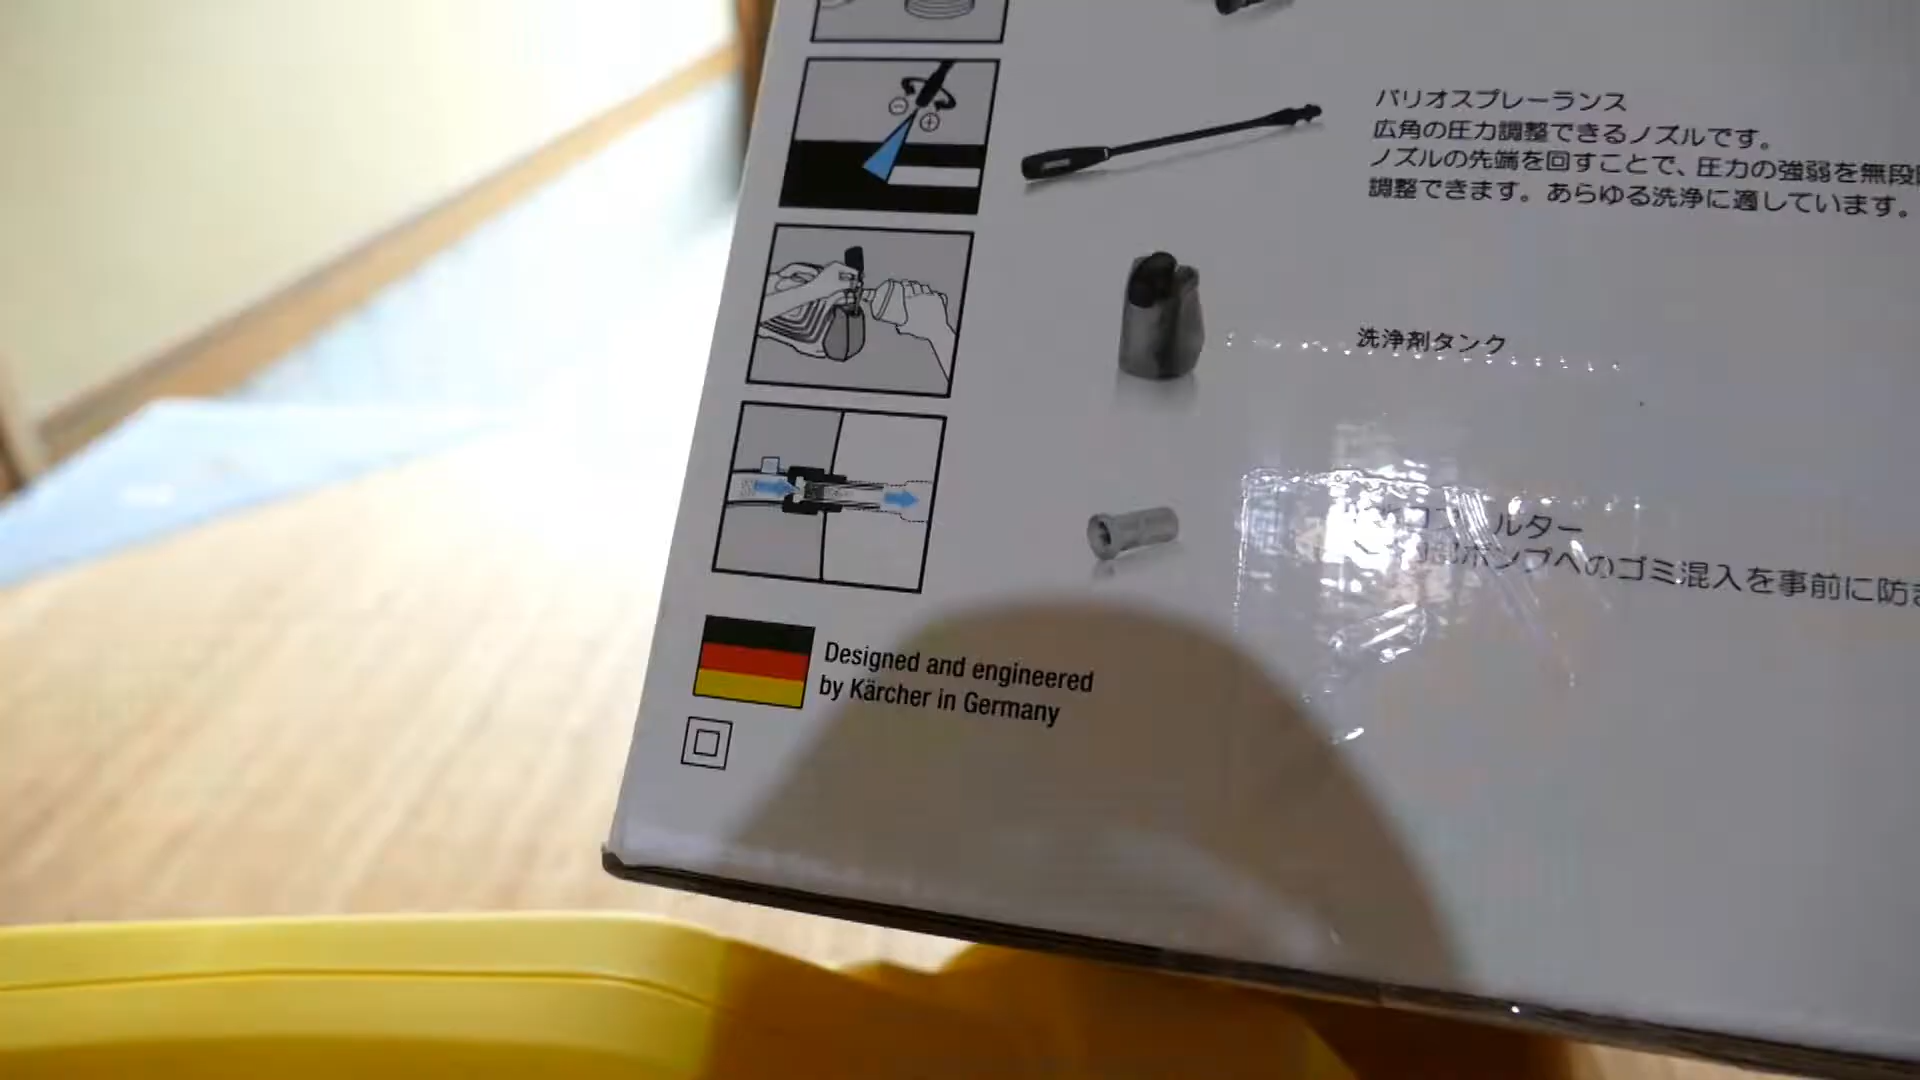 バリオスプレーランス
広角の圧力調整できるノズルです。
ノズルの先端を回すことで、圧力の強弱を無段
調整できます。あらゆる洗浄に適しています。
洗浄剤タンク
ルター
ポンプへのゴミ混入を事前に防
Designed and engineered
by Kärcher in Germany